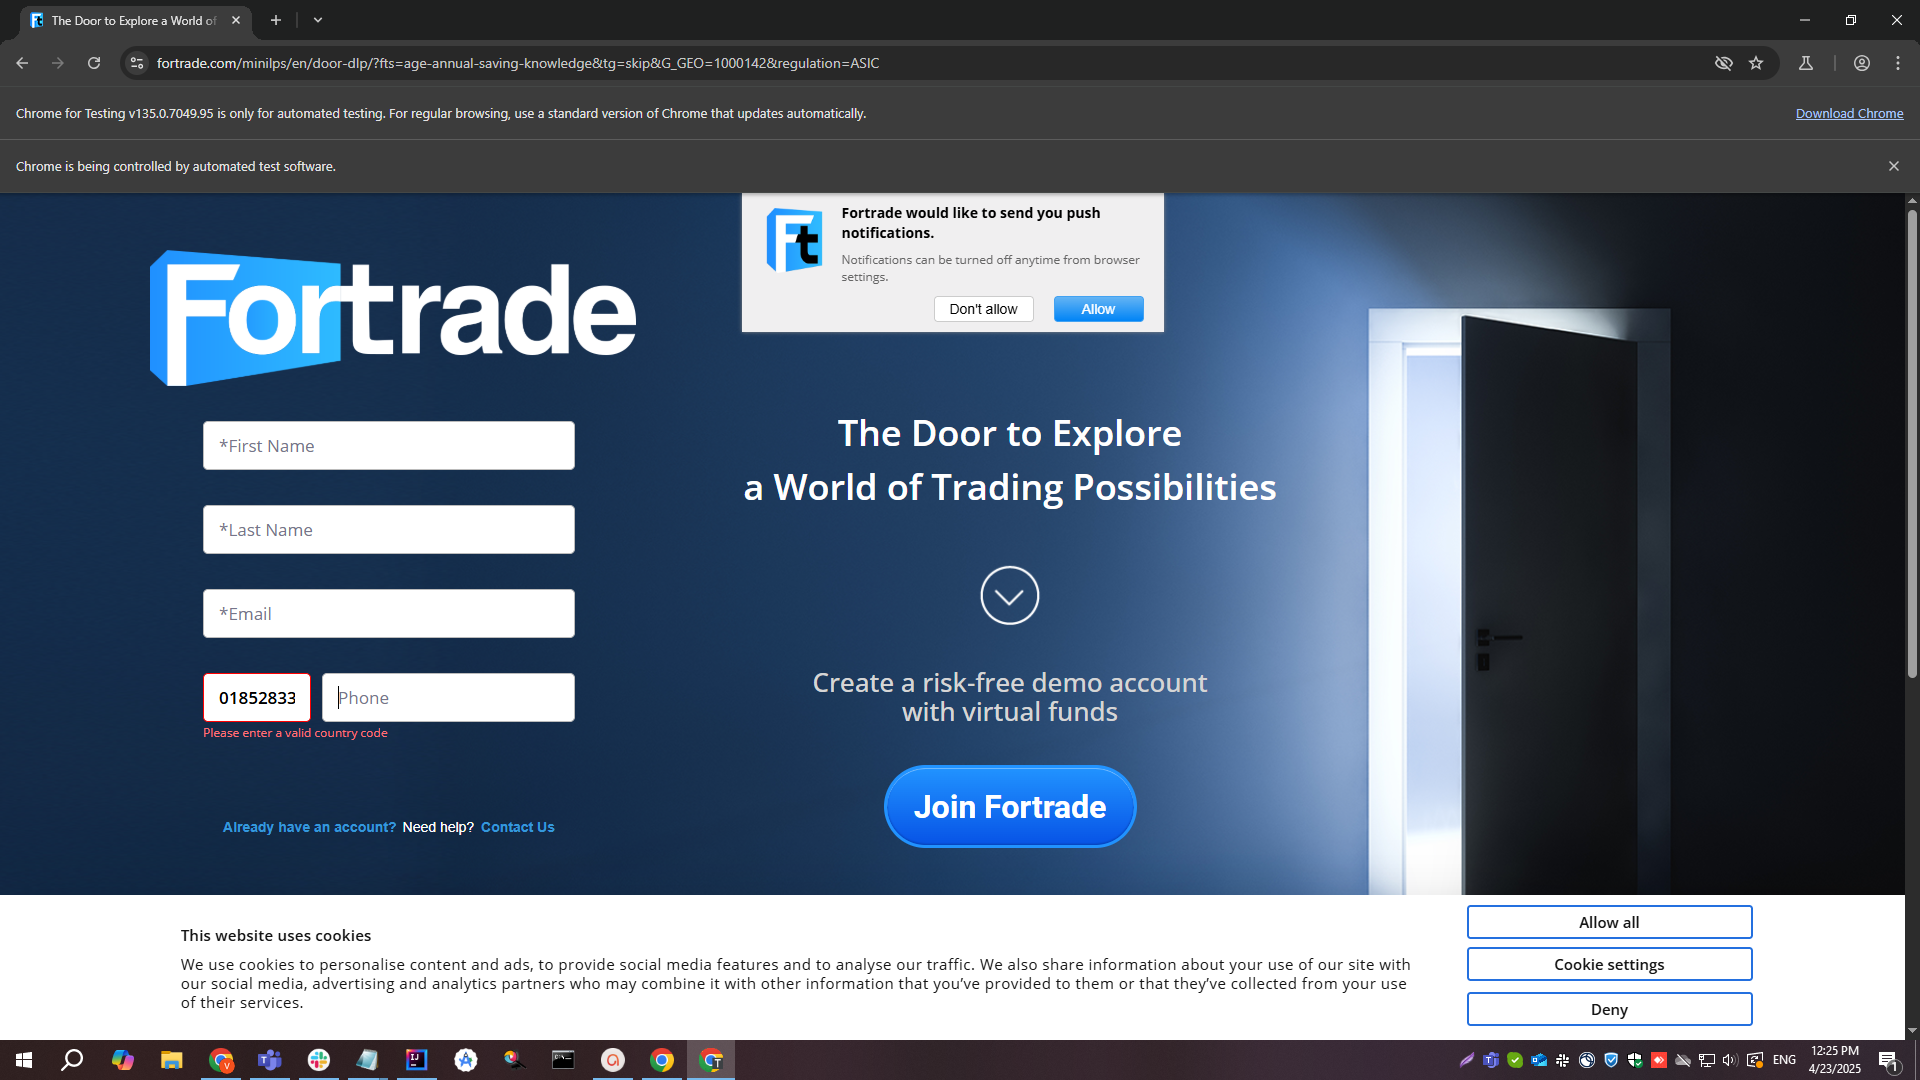 The Door to Explore a World of
fortrade.com/minilps/en/door-dlp/?fts=age-annual-saving-knowledge&tg=skip&G_GEO=1000142&regulation=ASIC
Chrome for Testing v135.0.7049.95 is only for automated testing. For regular browsing, use a standard version of Chrome that updates automatically.
Download Chrome
Chrome is being controlled by automated test software.
Fortrade would like to send you push
notifications.
Notifications can be turned off anytime from browser
settings.
Don't allow
Allow
Ft
Fortrade
*First Name
*Last Name
*Email
01852833
Phone
Please enter a valid country code
Already have an account? Need help? Contact Us
The Door to Explore
a World of Trading Possibilities
Create a risk-free demo account
with virtual funds
Join Fortrade
This website uses cookies
We use cookies to personalise content and ads, to provide social media features and to analyse our traffic. We also share information about your use of our site with
our social media, advertising and analytics partners who may combine it with other information that you've provided to them or that they've collected from your use
of their services.
Allow all
Cookie settings
Deny
ENG
12:25 PM
4/23/2025
1